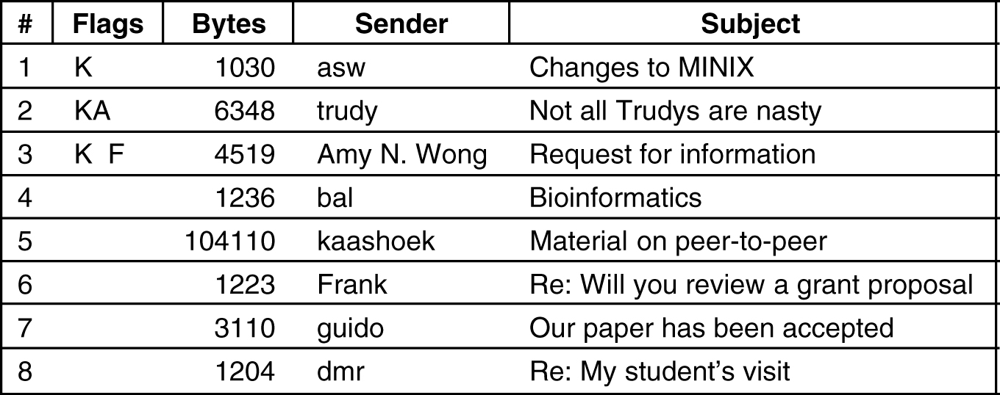 # Flags Bytes Sender Subject
1 K 1030 asw Changes to MINIX
2 KA 6348 trudy Not all Trudys are nasty
3 K F 4519 Amy N. Wong Request for information
4 1236 bal Bioinformatics
5 104110 kaashoek Material on peer-to-peer
6 1223 Frank Re: Will you review a grant proposal
7 3110 guido Our paper has been accepted
8 1204 dmr Re: My student’s visit